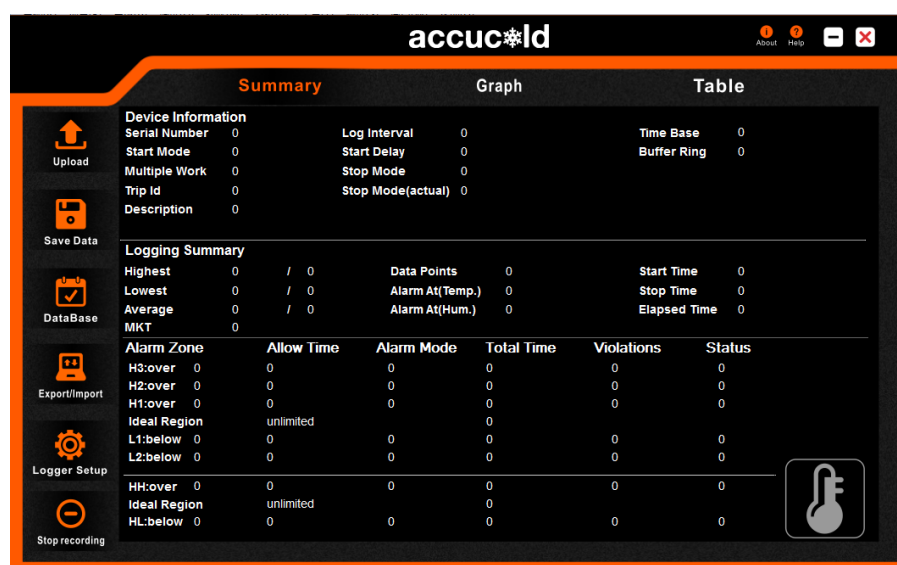 accuc❄ld
About Help
Summary Graph Table
Upload
Save Data
DataBase
Export/Import
Logger Setup
Stop recording
Device Information
Serial Number 0 Log Interval 0 Time Base 0
Start Mode 0 Start Delay 0 Buffer Ring 0
Multiple Work 0 Stop Mode 0
Trip Id 0 Stop Mode(actual) 0
Description 0
Logging Summary
Highest 0 / 0 Data Points 0 Start Time 0
Lowest 0 / 0 Alarm At(Temp.) 0 Stop Time 0
Average 0 / 0 Alarm At(Hum.) 0 Elapsed Time 0
MKT 0
Alarm Zone Allow Time Alarm Mode Total Time Violations Status
H3:over 0 0 0 0 0 0
H2:over 0 0 0 0 0 0
H1:over 0 0 0 0 0 0
Ideal Region unlimited 0
L1:below 0 0 0 0 0 0
L2:below 0 0 0 0 0 0
HH:over 0 0 0 0 0 0
Ideal Region unlimited 0
HL:below 0 0 0 0 0 0